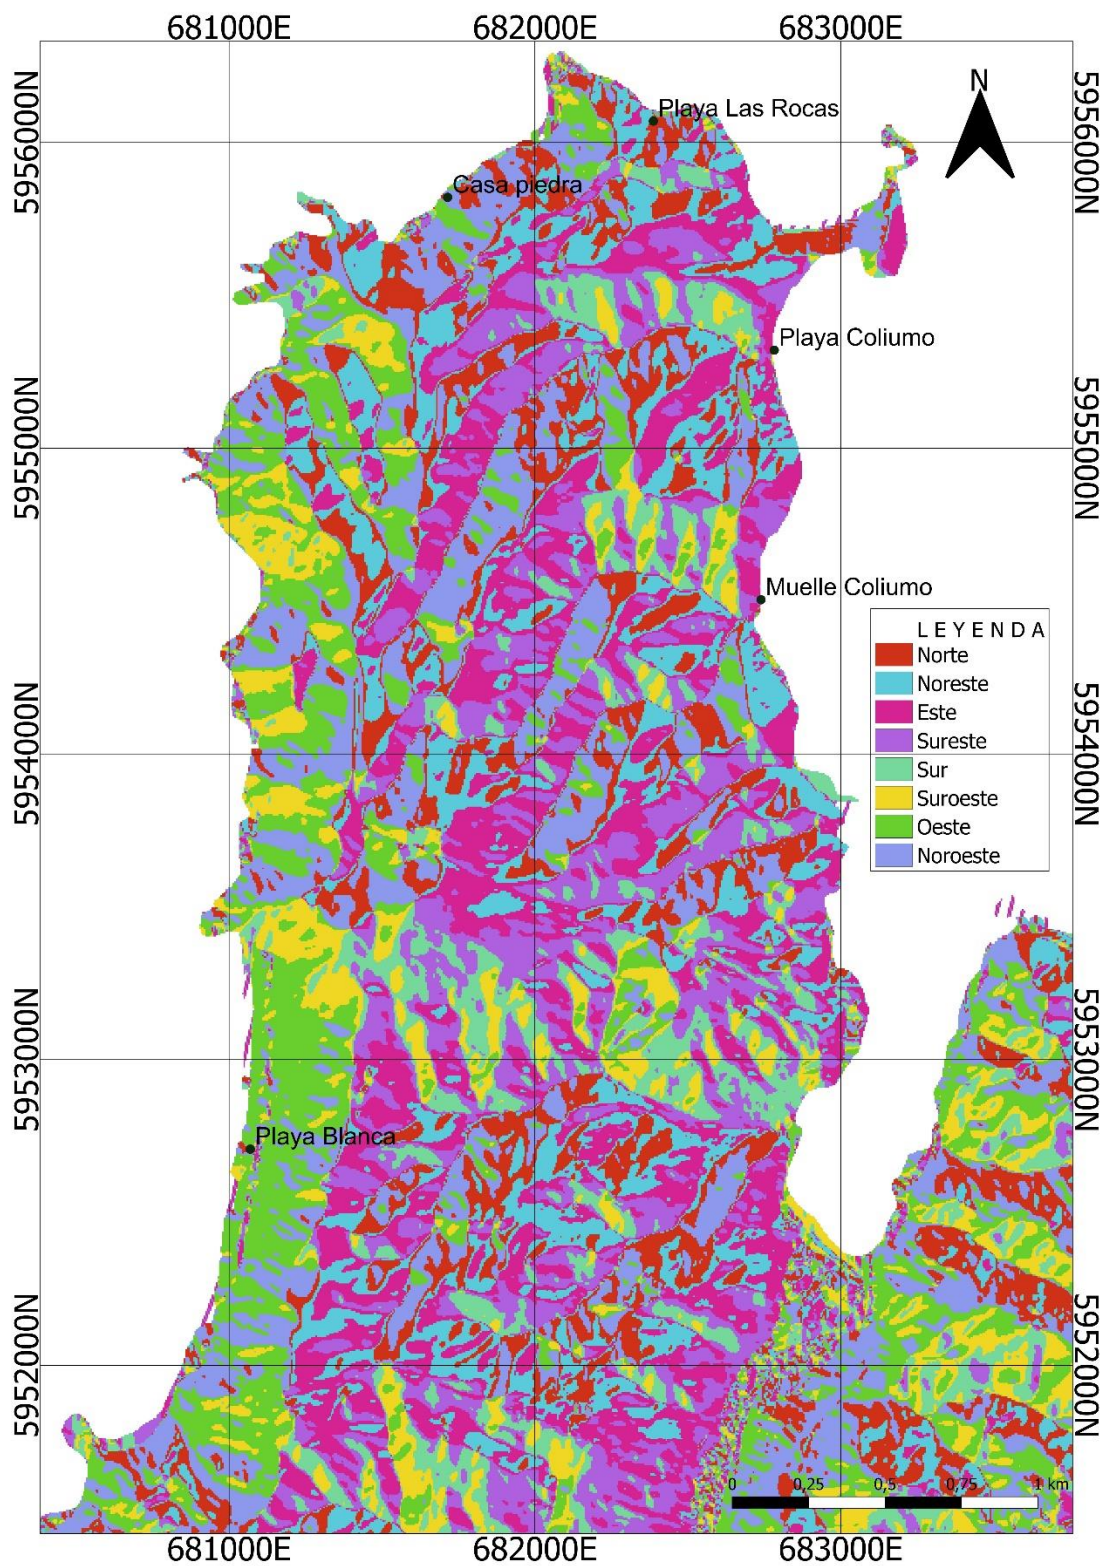 681000E 682000E 683000E
N
5956000N 5956000N
Playa Las Rocas
Casa piedra
Playa Coliumo
5955000N 5955000N
Muelle Coliumo
L E Y E N D A
Norte
Noreste
Este
Sureste
Sur
Suroeste
Oeste
Noroeste
5954000N 5954000N
5953000N 5953000N
Playa Blanca
5952000N 5952000N
0 0,25 0,5 0,75 1 km
681000E 682000E 683000E